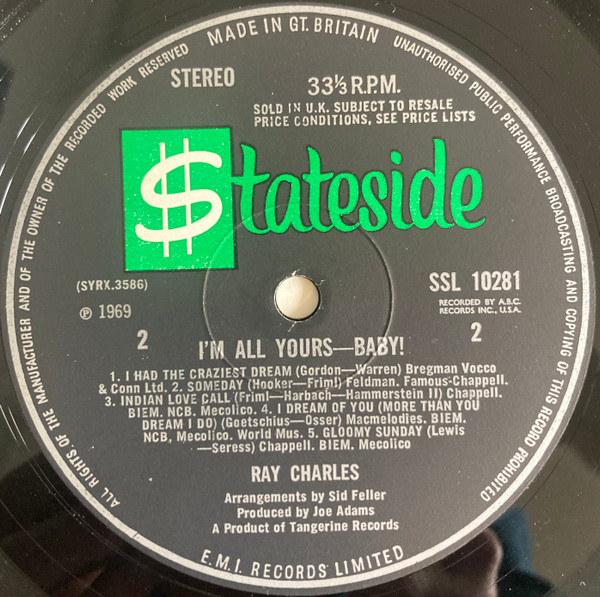 MADE IN GT. BRITAIN
UNAUTHORISED PUBLIC PERFORMANCE BROADCASTING AND COPYING OF THIS RECORD PROHIBITED
ALL RIGHTS OF THE MANUFACTURER AND OF THE OWNER OF THE RECORDED WORK RESERVED
STEREO
33⅓ R.P.M.
SOLD IN U.K. SUBJECT TO RESALE
PRICE CONDITIONS, SEE PRICE LISTS
$tateside
(SYRX.3586)
℗ 1969
2
SSL 10281
RECORDED BY A.B.C.
RECORDS INC., U.S.A.
2
I'M ALL YOURS—BABY!
1. I HAD THE CRAZIEST DREAM (Gordon—Warren) Bregman Vocco
& Conn Ltd. 2. SOMEDAY (Hooker—Friml) Feldman. Famous-Chappell.
3. INDIAN LOVE CALL (Friml—Harbach—Hammerstein II) Chappell.
BIEM. NCB. Mecolico. 4. I DREAM OF YOU (MORE THAN YOU
DREAM I DO) (Goetschius—Osser) Macmelodies. BIEM.
NCB, Mecolico. World Mus. 5. GLOOMY SUNDAY (Lewis
—Seress) Chappell. BIEM. Mecolico
RAY CHARLES
Arrangements by Sid Feller
Produced by Joe Adams
A Product of Tangerine Records
E.M.I. RECORDS LIMITED